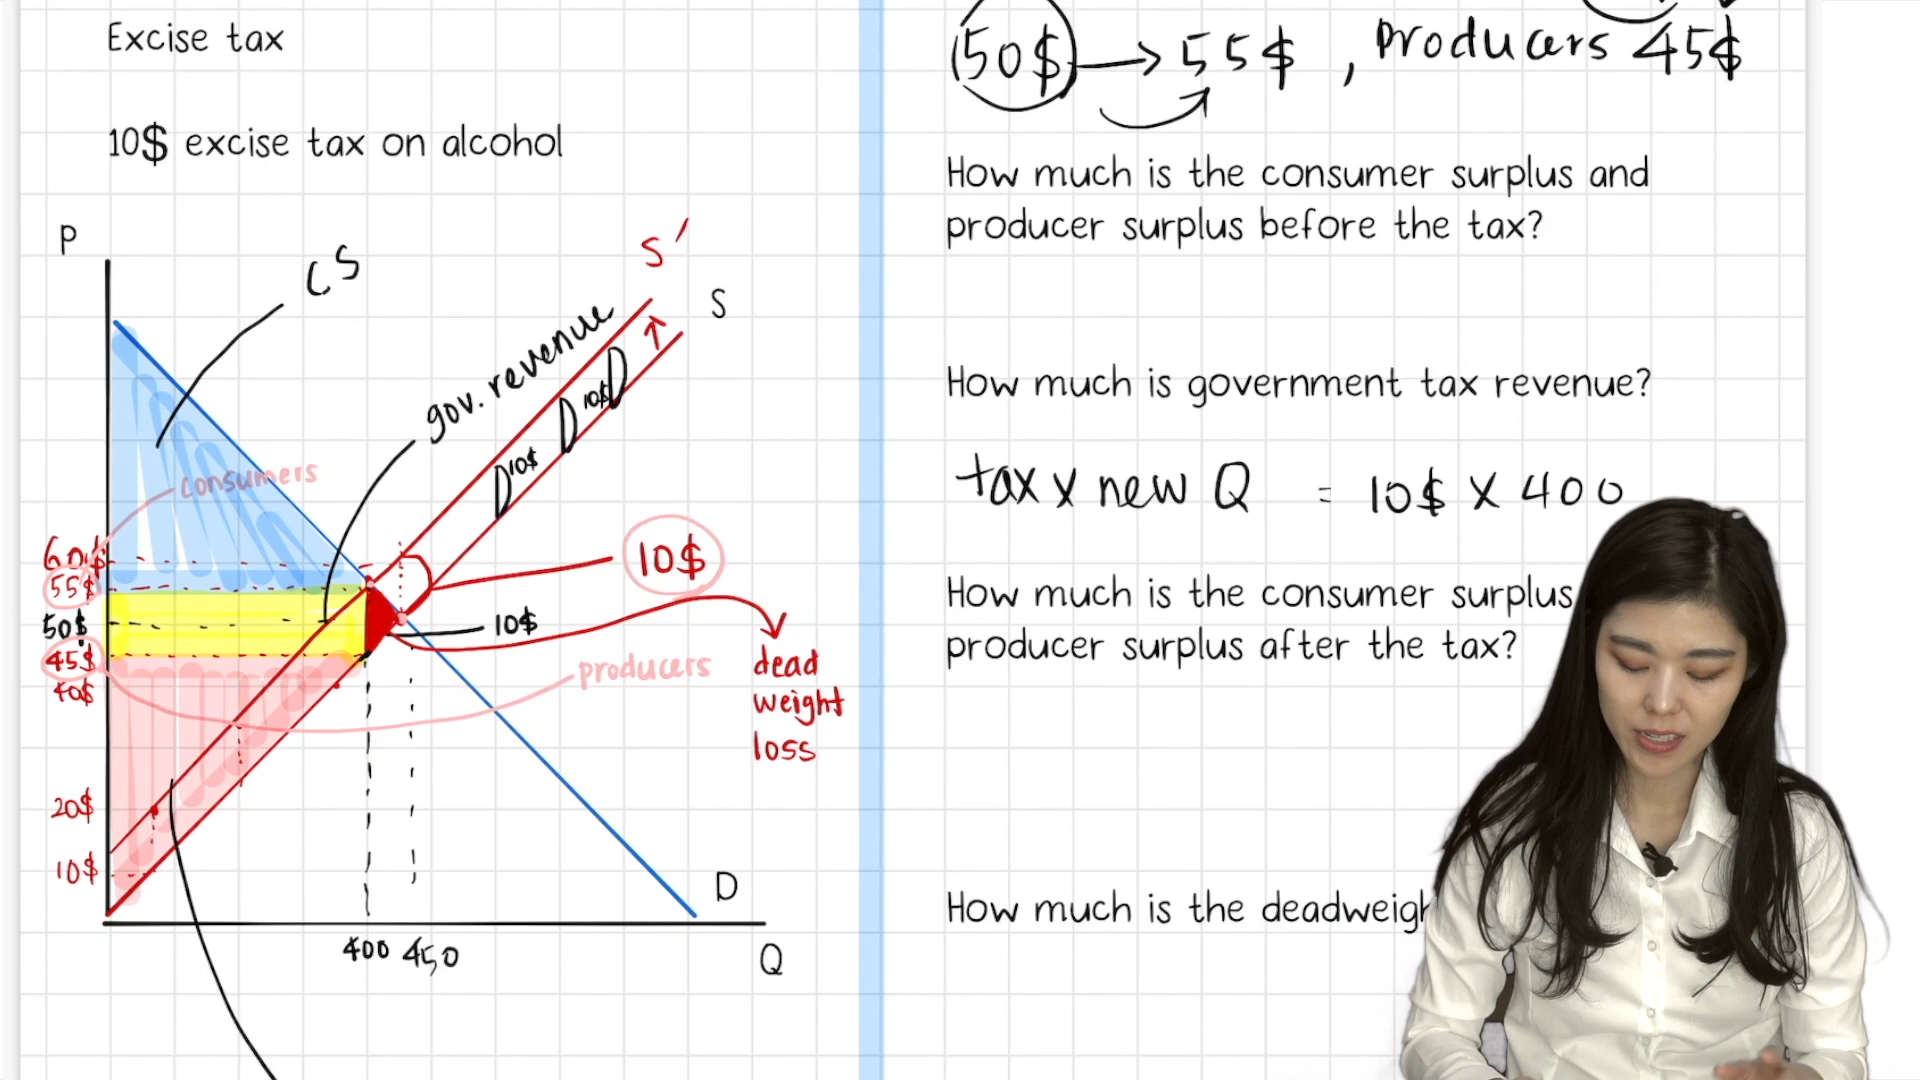 Excise tax
10$ excise tax on alcohol
P
CS
S'
S
gov. revenue
10$
10$
consumers
60$
55$
50$
45$
40$
20$
10$
10$
10$
producers
dead
weight
loss
D
400 450
Q
50$ → 55$, producers 45$
How much is the consumer surplus and
producer surplus before the tax?
How much is government tax revenue?
tax x new Q = 10$ x 400
How much is the consumer surplus
producer surplus after the tax?
How much is the